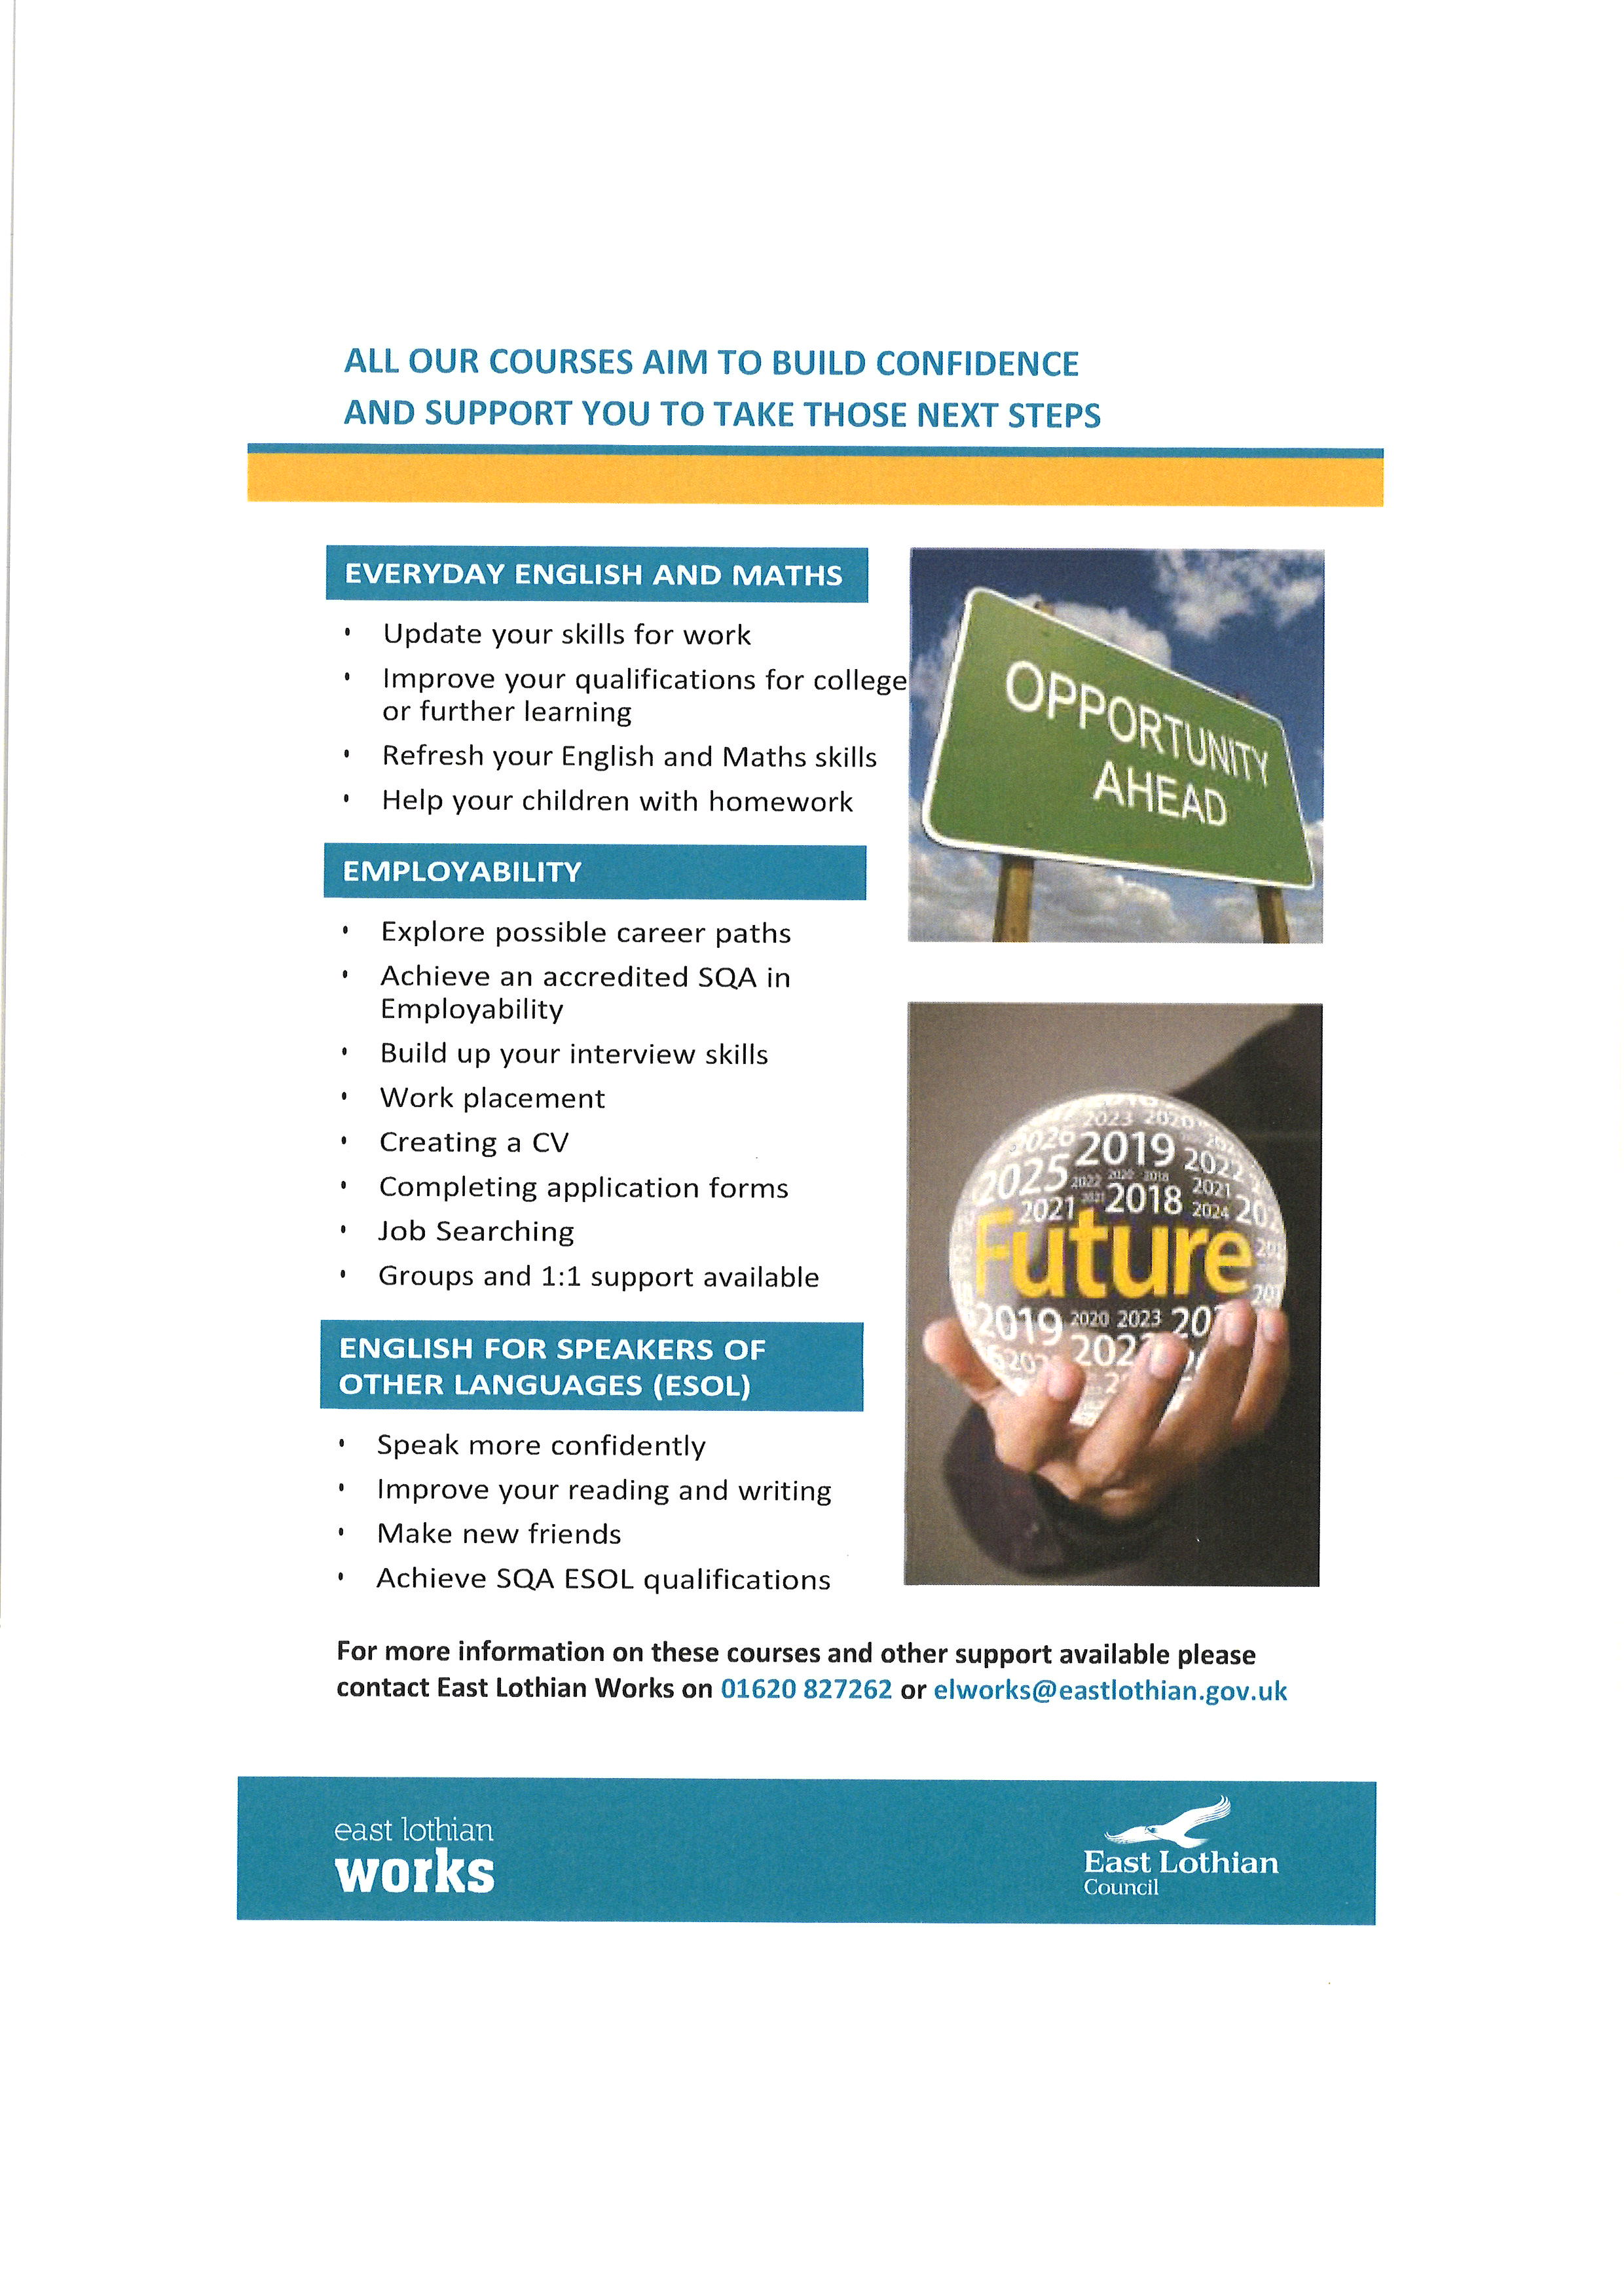 ALL OUR COURSES AIM TO BUILD CONFIDENCE
AND SUPPORT YOU TO TAKE THOSE NEXT STEPS
EVERYDAY ENGLISH AND MATHS
• Update your skills for work
• Improve your qualifications for college
or further learning
• Refresh your English and Maths skills
• Help your children with homework
EMPLOYABILITY
• Explore possible career paths
• Achieve an accredited SQA in
Employability
• Build up your interview skills
• Work placement
• Creating a CV
• Completing application forms
• Job Searching
• Groups and 1:1 support available
ENGLISH FOR SPEAKERS OF
OTHER LANGUAGES (ESOL)
• Speak more confidently
• Improve your reading and writing
• Make new friends
• Achieve SQA ESOL qualifications
OPPORTUNITY
AHEAD
2023 2020
2026 2019 2022
2025 2022 2020 2018 2021
2021 2021 2018 2024
Future
2019 2020 2023
For more information on these courses and other support available please
contact East Lothian Works on 01620 827262 or elworks@eastlothian.gov.uk
east lothian
works
East Lothian
Council